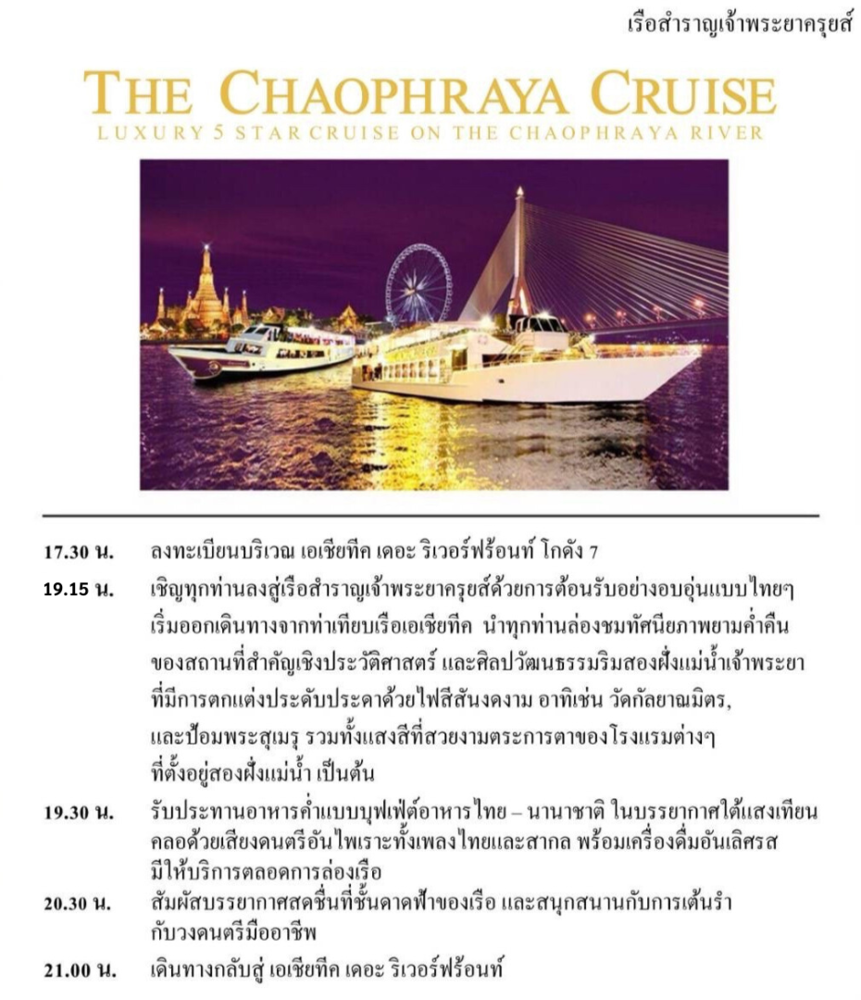 เรือสำราญเจ้าพระยาครุยส์
THE CHAOPHRAYA CRUISE
LUXURY 5 STAR CRUISE ON THE CHAOPHRAYA RIVER
17.30 น. ลงทะเบียนบริเวณ เอเชียทีค เดอะ ริเวอร์ฟร้อนท์ โกดัง 7
19.15 น. เชิญทุกท่านลงสู่เรือสำราญเจ้าพระยาครุยส์ด้วยการต้อนรับอย่างอบอุ่นแบบไทยๆ
เริ่มออกเดินทางจากท่าเทียบเรือเอเชียทีค นำทุกท่านล่องชมทัศนียภาพยามค่ำคืน
ของสถานที่สำคัญเชิงประวัติศาสตร์ และศิลปวัฒนธรรมริมสองฝั่งแม่น้ำเจ้าพระยา
ที่มีการตกแต่งประดับประดาด้วยไฟสีสันงดงาม อาทิเช่น วัดกัลยาณมิตร,
และป้อมพระสุเมรุ รวมทั้งแสงสีที่สวยงามตระการตาของโรงแรมต่างๆ
ที่ตั้งอยู่สองฝั่งแม่น้ำ เป็นต้น
19.30 น. รับประทานอาหารค่ำแบบบุฟเฟ่ต์อาหารไทย – นานาชาติ ในบรรยากาศใต้แสงเทียน
คลอด้วยเสียงดนตรีอันไพเราะทั้งเพลงไทยและสากล พร้อมเครื่องดื่มอันเลิศรส
มีให้บริการตลอดการล่องเรือ
20.30 น. สัมผัสบรรยากาศสดชื่นที่ชั้นดาดฟ้าของเรือ และสนุกสนานกับการเต้นรำ
กับวงดนตรีมืออาชีพ
21.00 น. เดินทางกลับสู่ เอเชียทีค เดอะ ริเวอร์ฟร้อนท์